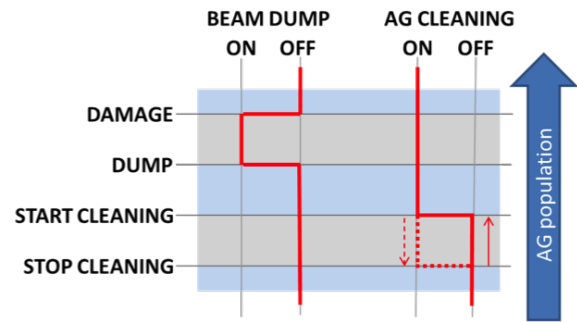 BEAM DUMP AG CLEANING
ON OFF ON OFF
DAMAGE
DUMP
START CLEANING
STOP CLEANING
AG population